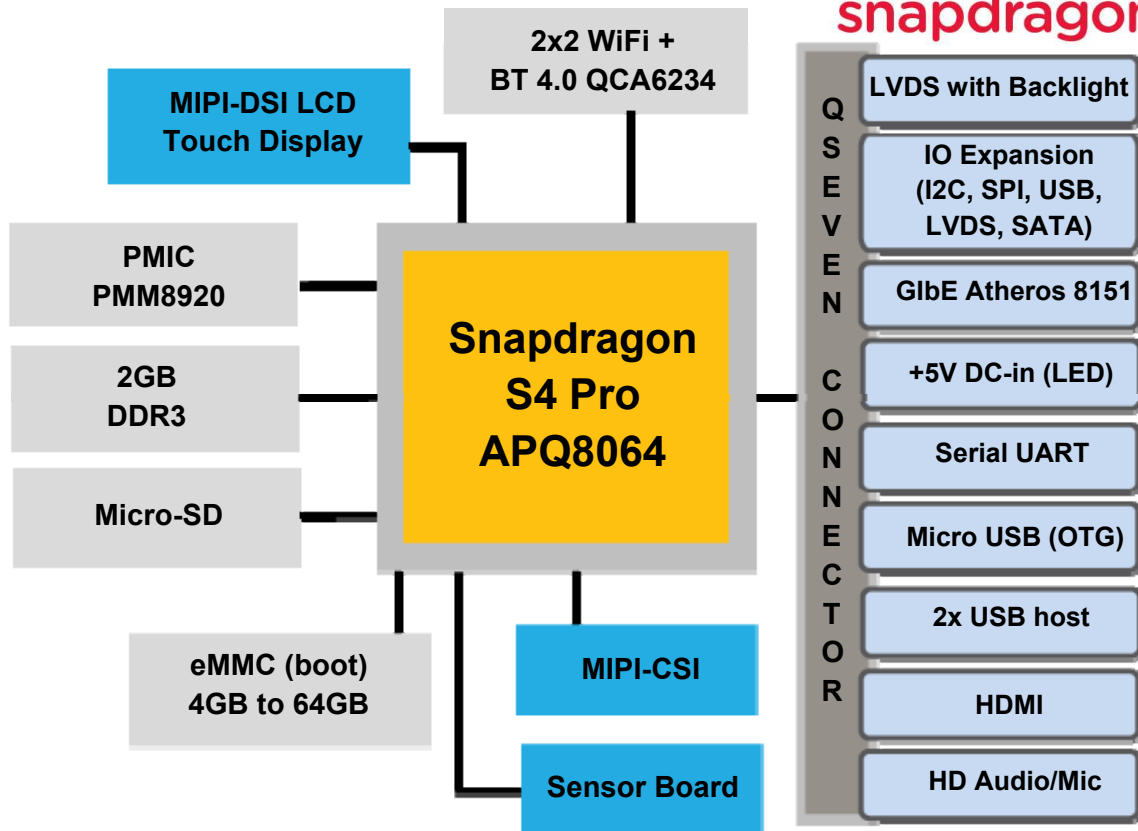 snapdragon
2x2 WiFi +
BT 4.0 QCA6234
MIPI-DSI LCD
Touch Display
PMIC
PMM8920
2GB
DDR3
Micro-SD
Snapdragon
S4 Pro
APQ8064
eMMC (boot)
4GB to 64GB
MIPI-CSI
Sensor Board
QSEVEN CONNECTOR
LVDS with Backlight
IO Expansion
(I2C, SPI, USB,
LVDS, SATA)
GlbE Atheros 8151
+5V DC-in (LED)
Serial UART
Micro USB (OTG)
2x USB host
HDMI
HD Audio/Mic